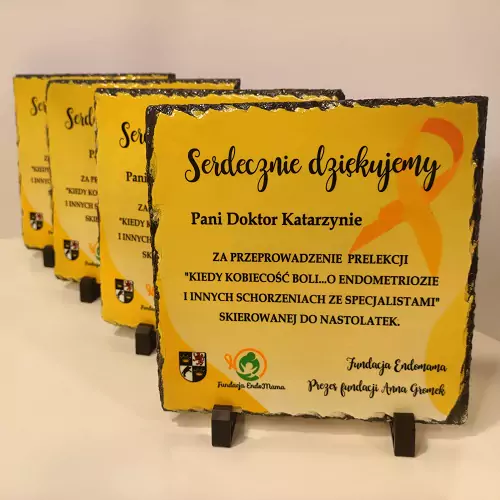 Serdecznie dziękujemy
Pani Doktor Katarzynie
ZA PRZEPROWADZENIE PRELEKCJI
"KIEDY KOBIECOŚĆ BOLI...O ENDOMETRIOZIE
I INNYCH SCHORZENIACH ZE SPECJALISTAMI"
SKIEROWANEJ DO NASTOLATEK.
Fundacja EndoMama
Fundacja Endomama
Prezes fundacji Anna Gromek